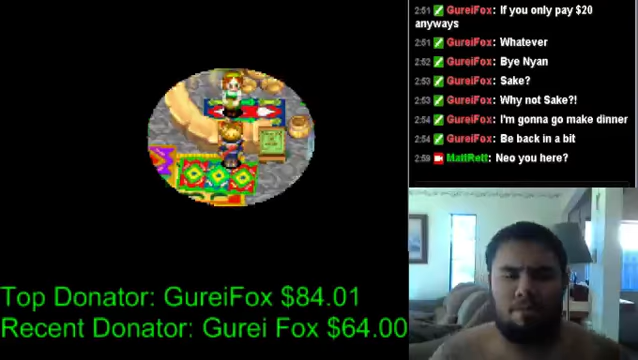 2:51 GureiFox: If you only pay $20
anyways
2:51 GureiFox: Whatever
2:52 GureiFox: Bye Nyan
2:53 GureiFox: Sake?
2:53 GureiFox: Why not Sake?!
2:54 GureiFox: I'm gonna go make dinner
2:54 GureiFox: Be back in a bit
2:59 MattRett: Neo you here?
Top Donator: GureiFox $84.01
Recent Donator: Gurei Fox $64.00